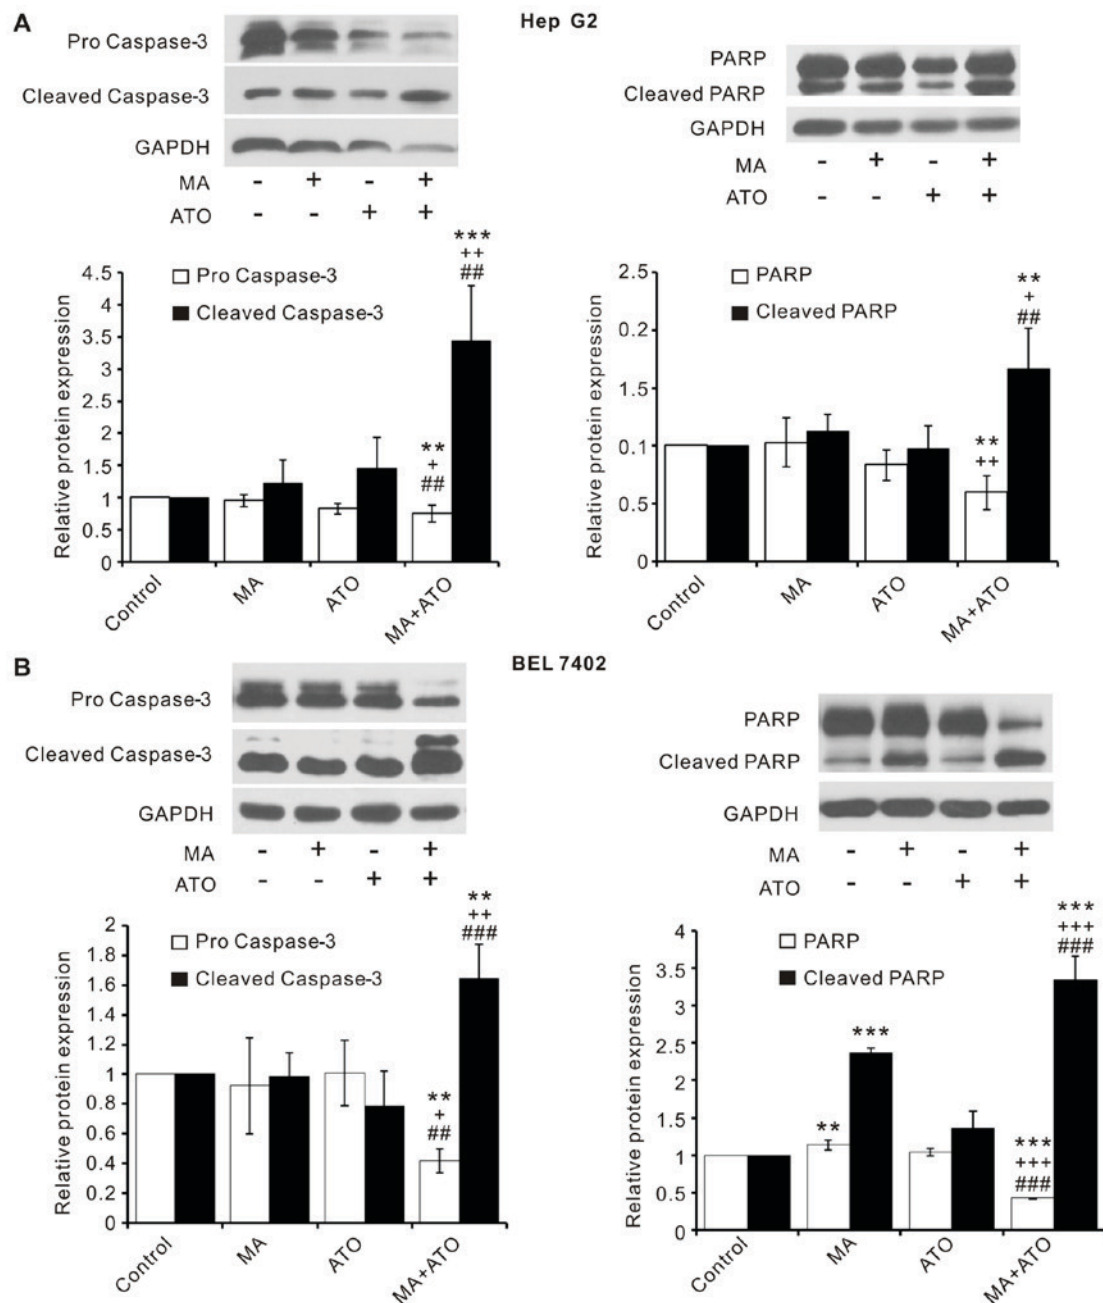 A
Hep G2
Pro Caspase-3
Cleaved Caspase-3
GAPDH
MA - + - +
ATO - - + +
PARP
Cleaved PARP
GAPDH
MA - + - +
ATO - - + +
Relative protein expression
4.5
4
3.5
3
2.5
2
1.5
1
0.5
0
Pro Caspase-3
Cleaved Caspase-3
**
+
##
***
++
##
Control
MA
ATO
MA+ATO
Relative protein expression
2.5
0.2
1.5
0.1
0.5
0
PARP
Cleaved PARP
**
++
**
+
##
Control
MA
ATO
MA+ATO
B
BEL 7402
Pro Caspase-3
Cleaved Caspase-3
GAPDH
MA - + - +
ATO - - + +
PARP
Cleaved PARP
GAPDH
MA - + - +
ATO - - + +
Relative protein expression
2
1.8
1.6
1.4
1.2
1
0.8
0.6
0.4
0.2
0
Pro Caspase-3
Cleaved Caspase-3
**
+
##
**
++
###
Control
MA
ATO
MA+ATO
Relative protein expression
4
3.5
3
2.5
2
1.5
1
0.5
0
PARP
Cleaved PARP
**
***
***
+++
###
***
+++
###
Control
MA
ATO
MA+ATO